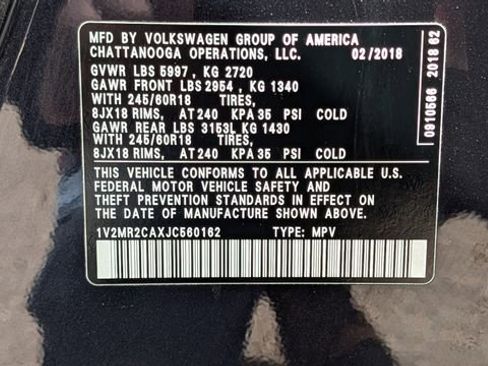 MFD BY VOLKSWAGEN GROUP OF AMERICA
CHATTANOOGA OPERATIONS, LLC. 02/2018
GVWR LBS 5997 , KG 2720
GAWR FRONT LBS 2954 , KG 1340
WITH 245/60R18 TIRES,
8JX18 RIMS, AT 240 KPA 35 PSI COLD
GAWR REAR LBS 3153L KG 1430
WITH 245/60R18 TIRES,
8JX18 RIMS, AT 240 KPA 35 PSI COLD
THIS VEHICLE CONFORMS TO ALL APPLICABLE U.S.
FEDERAL MOTOR VEHICLE SAFETY AND
THEFT PREVENTION STANDARDS IN EFFECT ON
THE DATE OF MANUFACTURE SHOWN ABOVE.
1V2MR2CAXJC560162 TYPE: MPV
0910566 2018 62